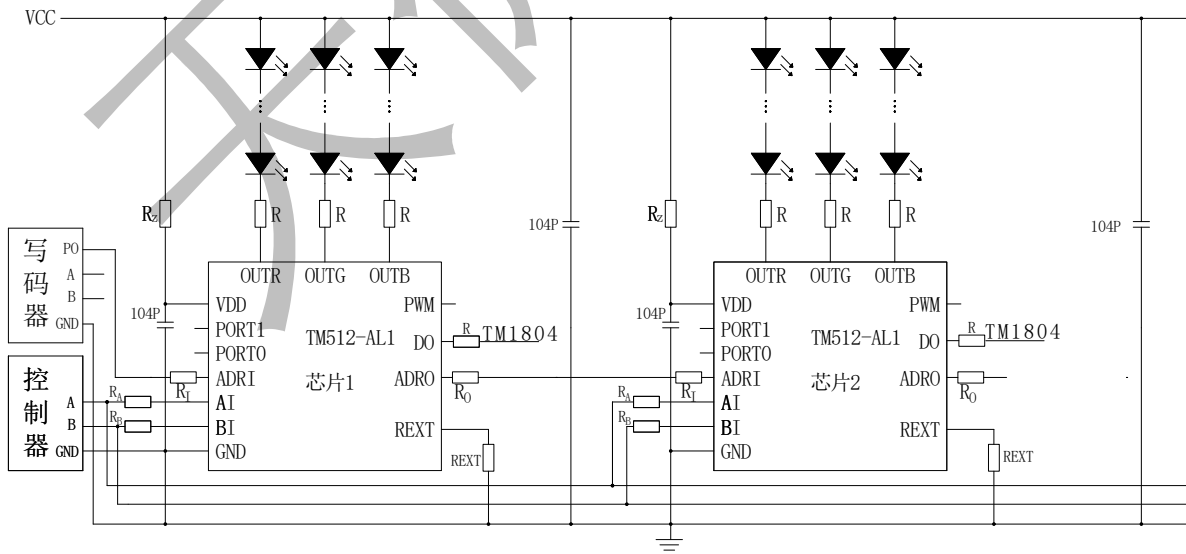 VCC
R R R
R R R
Rz
104P
Rz
104P
写码器
PO
A
B
GND
OUTR OUTG OUTB
OUTR OUTG OUTB
104P
VDD
PORT1
PORT0
ADRI
AI
BI
GND
TM512-AL1
芯片1
PWM
DO
ADRO
REXT
R TM1804
RO
REXT
控制器
A
B
GND
RI
RA
RB
104P
VDD
PORT1
PORT0
ADRI
AI
BI
GND
TM512-AL1
芯片2
PWM
DO
ADRO
REXT
R TM1804
RO
REXT
RI
RA
RB